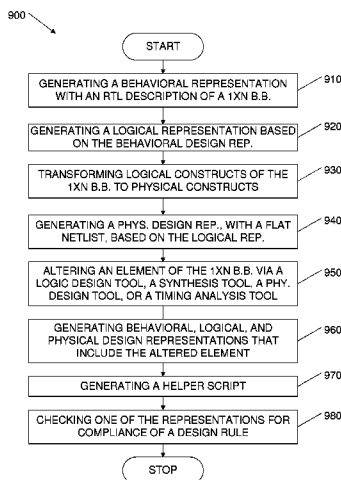 900
START
GENERATING A BEHAVIORAL REPRESENTATION
WITH AN RTL DESCRIPTION OF A 1XN B.B.
910
GENERATING A LOGICAL REPRESENTATION BASED
ON THE BEHAVIORAL DESIGN REP.
920
TRANSFORMING LOGICAL CONSTRUCTS OF THE
1XN B.B. TO PHYSICAL CONSTRUCTS
930
GENERATING A PHYS. DESIGN REP., WITH A FLAT
NETLIST, BASED ON THE LOGICAL REP.
940
ALTERING AN ELEMENT OF THE 1XN B.B. VIA A
LOGIC DESIGN TOOL, A SYNTHESIS TOOL, A PHY.
DESIGN TOOL, OR A TIMING ANALYSIS TOOL
950
GENERATING BEHAVIORAL, LOGICAL, AND
PHYSICAL DESIGN REPRESENTATIONS THAT
INCLUDE THE ALTERED ELEMENT
960
GENERATING A HELPER SCRIPT
970
CHECKING ONE OF THE REPRESENTATIONS FOR
COMPLIANCE OF A DESIGN RULE
980
STOP